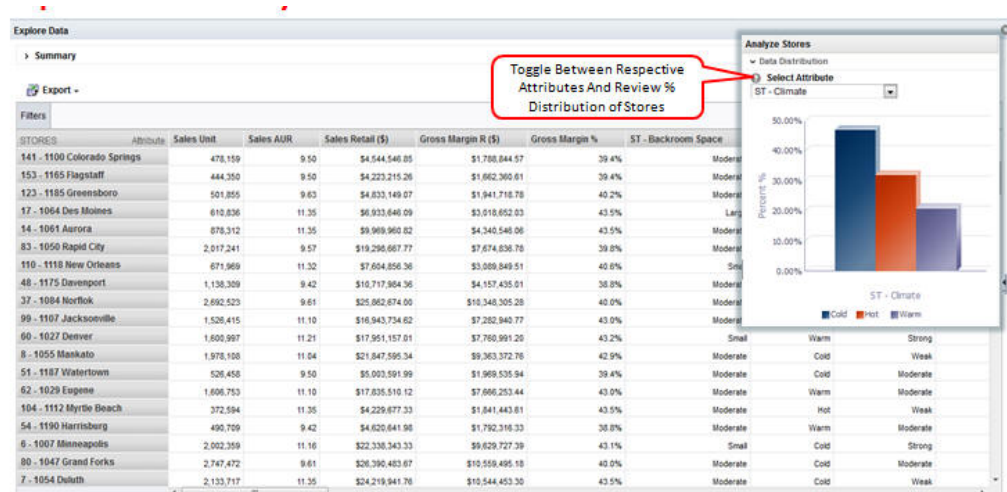 Explore Data
› Summary
Export
Filters
STORES Attribute Sales Unit Sales AUR Sales Retail ($) Gross Margin R ($) Gross Margin % ST - Backroom Space
141 - 1100 Colorado Springs 478,159 9.50 $4,544,546.85 $1,788,844.57 39.4%
153 - 1165 Flagstaff 444,350 9.50 $4,223,215.26 $1,662,360.61 39.4%
123 - 1185 Greensboro 501,855 9.63 $4,833,149.07 $1,941,718.78 40.2%
17 - 1064 Des Moines 610,836 11.35 $6,933,646.09 $3,018,652.03 43.5%
14 - 1061 Aurora 878,312 11.35 $9,969,960.82 $4,340,546.06 43.5%
83 - 1050 Rapid City 2,017,241 9.57 $19,298,667.77 $7,674,836.78 39.8%
110 - 1118 New Orleans 671,969 11.32 $7,604,856.36 $3,089,849.51 40.6%
48 - 1175 Davenport 1,138,309 9.42 $10,717,984.36 $4,157,435.01 38.8%
37 - 1084 Norflok 2,692,523 9.61 $25,862,674.00 $10,348,305.28 40.0%
99 - 1107 Jacksonville 1,526,415 11.10 $16,943,734.62 $7,282,940.77 43.0%
60 - 1027 Denver 1,600,997 11.21 $17,951,157.01 $7,760,991.20 43.2% Small Warm Strong
8 - 1055 Mankato 1,978,108 11.04 $21,847,595.34 $9,363,372.76 42.9% Moderate Cold Weak
51 - 1187 Watertown 526,458 9.50 $5,003,591.99 $1,969,535.94 39.4% Moderate Cold Moderate
62 - 1029 Eugene 1,606,753 11.10 $17,835,510.12 $7,666,253.44 43.0% Moderate Warm Moderate
104 - 1112 Myrtle Beach 372,594 11.35 $4,229,677.33 $1,841,443.61 43.5% Moderate Hot Weak
54 - 1190 Harrisburg 490,709 9.42 $4,620,641.98 $1,792,316.33 38.8% Moderate Warm Moderate
6 - 1007 Minneapolis 2,002,359 11.16 $22,338,343.33 $9,629,727.39 43.1% Small Cold Strong
80 - 1047 Grand Forks 2,747,472 9.61 $26,390,483.67 $10,559,495.18 40.0% Moderate Cold Moderate
7 - 1054 Duluth 2,133,717 11.35 $24,219,941.76 $10,544,453.30 43.5% Moderate Cold Weak
Toggle Between Respective
Attributes And Review %
Distribution of Stores
Analyze Stores
Data Distribution
Select Attribute
ST - Climate
Percent %
50.00%
40.00%
30.00%
20.00%
10.00%
0.00%
ST - Climate
Cold Hot Warm